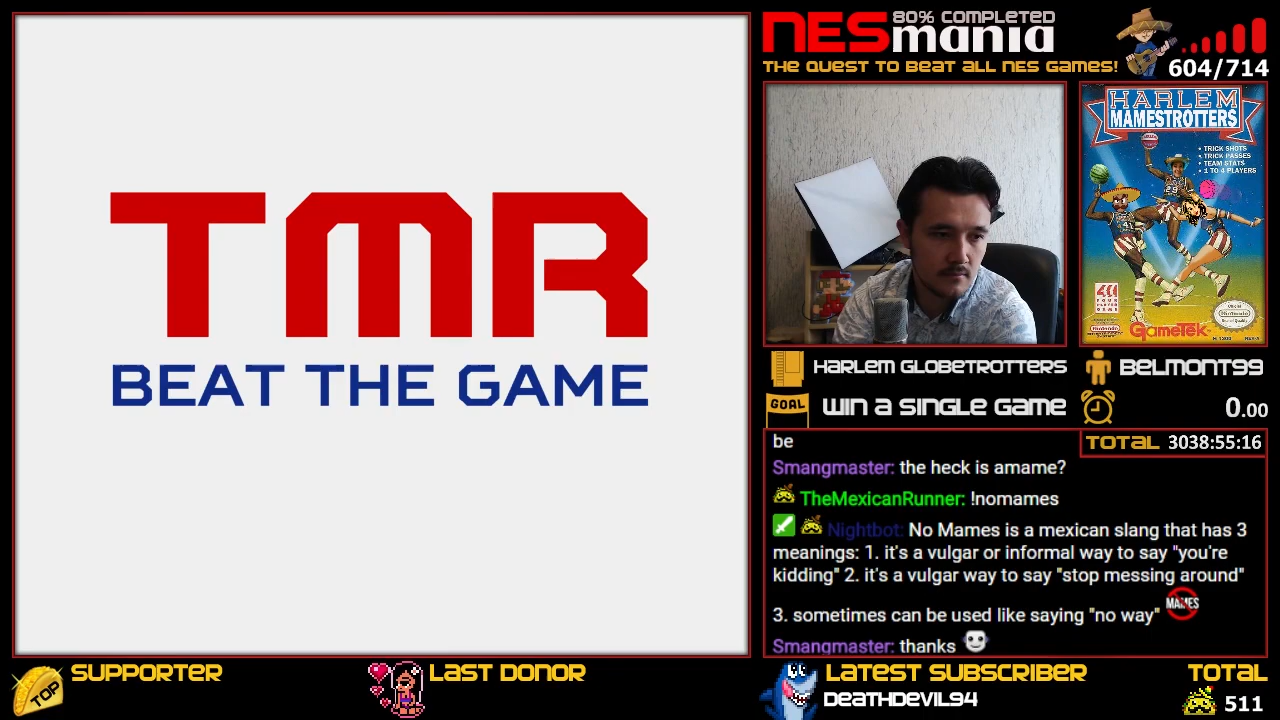 TMR
BEAT THE GAME
NESmania
80% COMPLETED
THE QUEST TO BEAT ALL NES GAMES!
604/714
HARLEM
MAMESTROTTERS
• TRICK SHOTS
• TRICK PASSES
• TEAM STATS
• 1 TO 4 PLAYERS
GAMETEK
HARLEM GLOBETROTTERS
BELMONT99
GOAL
WIN A SINGLE GAME
0.00
TOTAL 3038:55:16
be
Smangmaster: the heck is amame?
TheMexicanRunner: !nomames
Nightbot: No Mames is a mexican slang that has 3
meanings: 1. it's a vulgar or informal way to say "you're
kidding" 2. it's a vulgar way to say "stop messing around"
3. sometimes can be used like saying "no way" MAMES
Smangmaster: thanks
TOP
SUPPORTER
LAST DONOR
LATEST SUBSCRIBER
DEATHDEVIL94
TOTAL
511